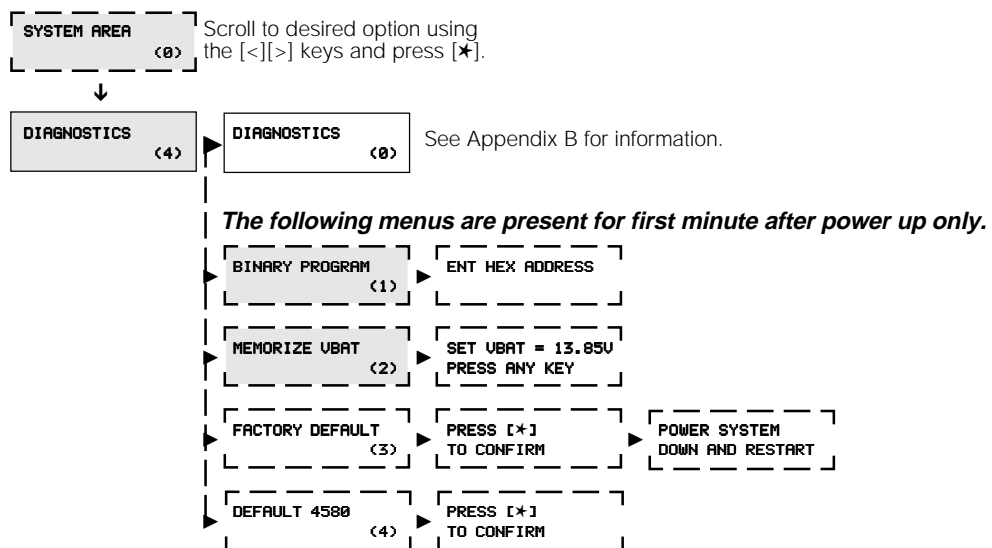 SYSTEM AREA
(0)
Scroll to desired option using
the [<][>] keys and press [✶].
DIAGNOSTICS
(4)
DIAGNOSTICS
(0)
See Appendix B for information.
The following menus are present for first minute after power up only.
BINARY PROGRAM
(1)
ENT HEX ADDRESS
MEMORIZE VBAT
(2)
SET VBAT = 13.85V
PRESS ANY KEY
FACTORY DEFAULT
(3)
PRESS [✶]
TO CONFIRM
POWER SYSTEM
DOWN AND RESTART
DEFAULT 4580
(4)
PRESS [✶]
TO CONFIRM